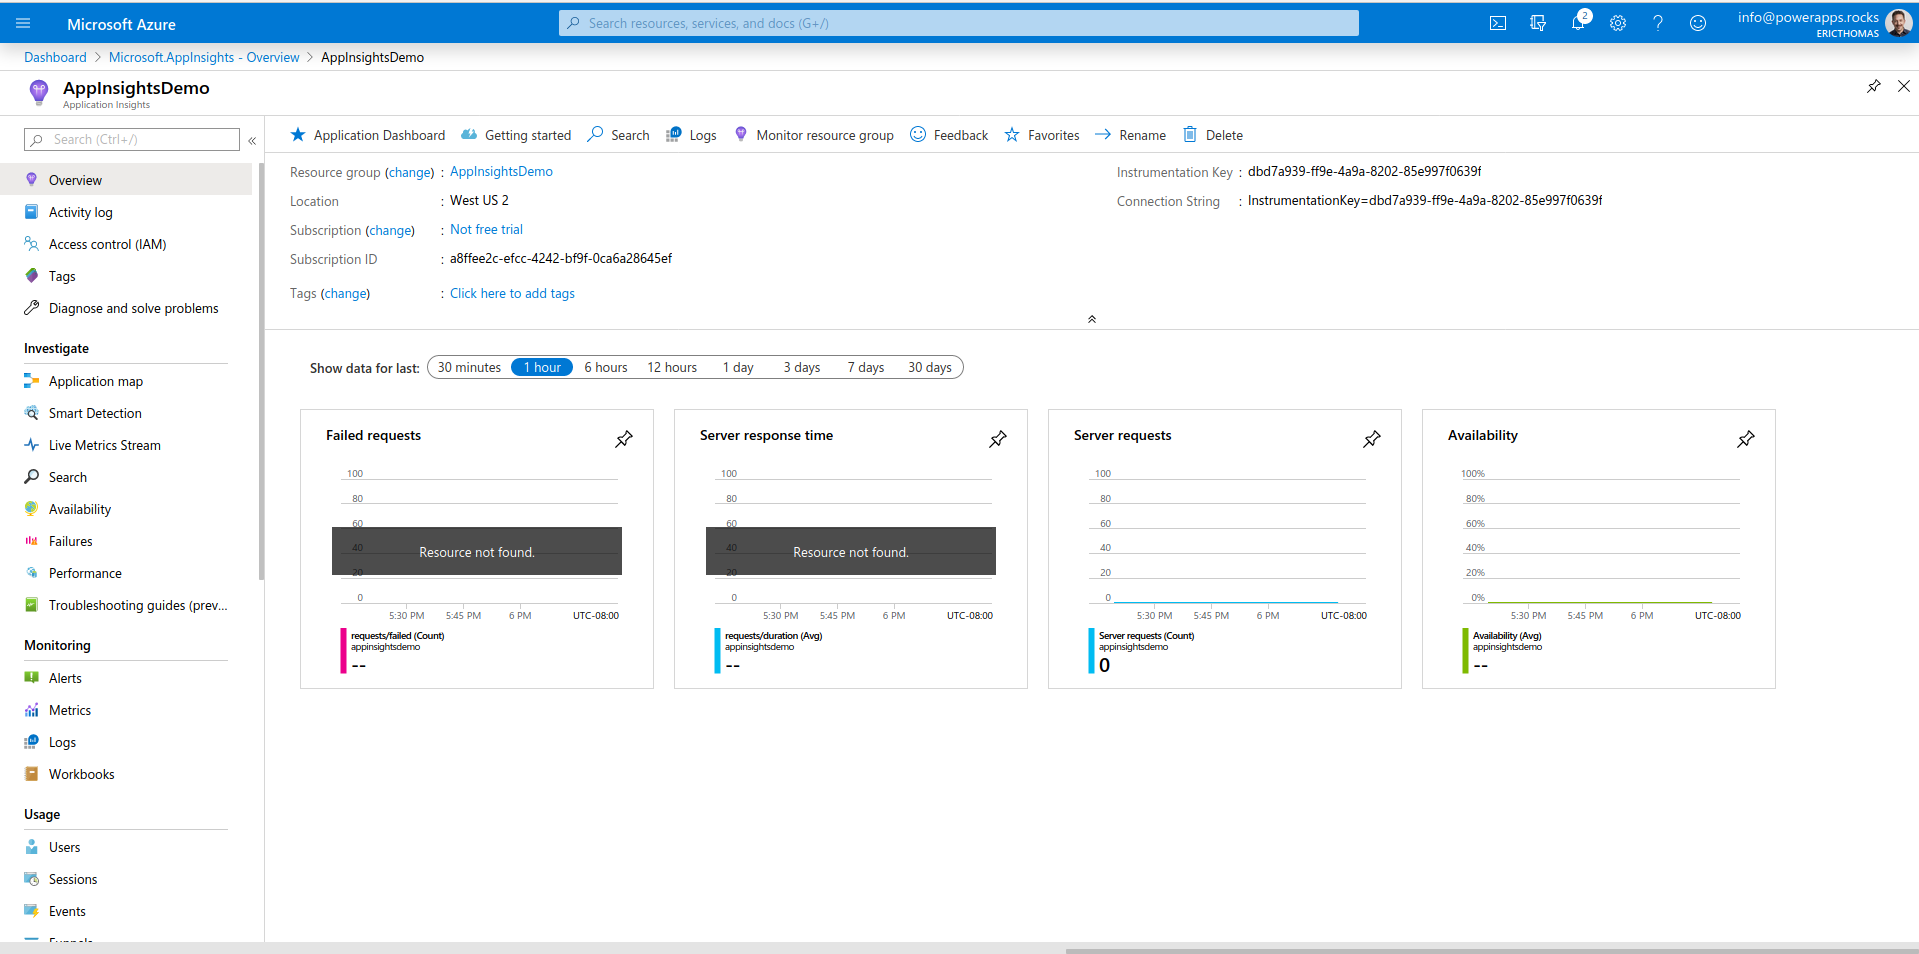 Microsoft Azure
Search resources, services, and docs (G+/)
2
info@powerapps.rocks
ERICTHOMAS
Dashboard > Microsoft.AppInsights - Overview > AppInsightsDemo
AppInsightsDemo
Application Insights
Search (Ctrl+/)
«
Overview
Activity log
Access control (IAM)
Tags
Diagnose and solve problems
Investigate
Application map
Smart Detection
Live Metrics Stream
Search
Availability
Failures
Performance
Troubleshooting guides (prev...
Monitoring
Alerts
Metrics
Logs
Workbooks
Usage
Users
Sessions
Events
Funnels
Application Dashboard Getting started Search Logs Monitor resource group Feedback Favorites Rename Delete
Resource group (change) : AppInsightsDemo
Location : West US 2
Subscription (change) : Not free trial
Subscription ID : a8ffee2c-efcc-4242-bf9f-0ca6a28645ef
Tags (change) : Click here to add tags
Instrumentation Key : dbd7a939-ff9e-4a9a-8202-85e997f0639f
Connection String : InstrumentationKey=dbd7a939-ff9e-4a9a-8202-85e997f0639f
Show data for last: 30 minutes 1 hour 6 hours 12 hours 1 day 3 days 7 days 30 days
Failed requests
100
80
60
40
20
0
Resource not found.
5:30 PM 5:45 PM 6 PM UTC-08:00
requests/failed (Count)
appinsightsdemo
--
Server response time
100
80
60
40
20
0
Resource not found.
5:30 PM 5:45 PM 6 PM UTC-08:00
requests/duration (Avg)
appinsightsdemo
--
Server requests
100
80
60
40
20
0
5:30 PM 5:45 PM 6 PM UTC-08:00
Server requests (Count)
appinsightsdemo
0
Availability
100%
80%
60%
40%
20%
0%
5:30 PM 5:45 PM 6 PM UTC-08:00
Availability (Avg)
appinsightsdemo
--